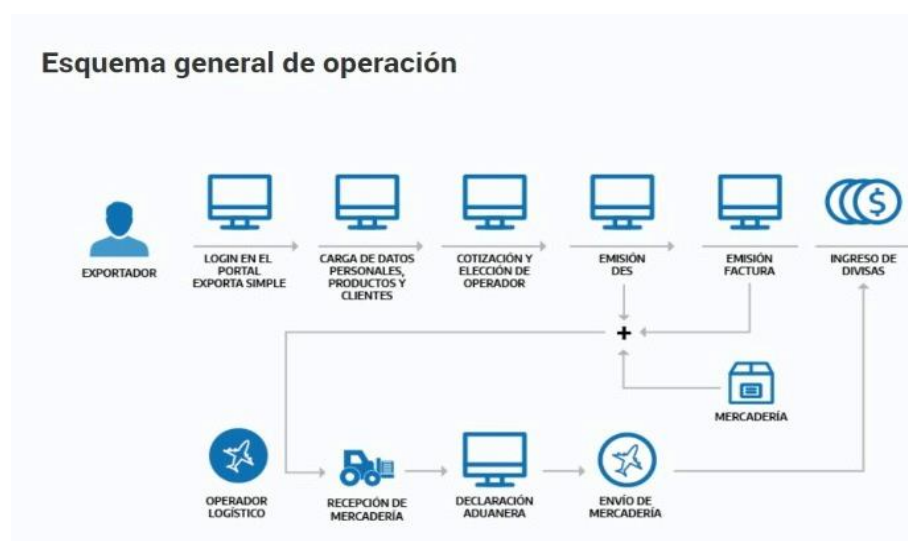 Esquema general de operación
EXPORTADOR
LOGIN EN EL
PORTAL
EXPORTA SIMPLE
CARGA DE DATOS
PERSONALES,
PRODUCTOS Y
CLIENTES
COTIZACIÓN Y
ELECCIÓN DE
OPERADOR
EMISIÓN
DES
EMISIÓN
FACTURA
INGRESO DE
DIVISAS
$
+
MERCADERÍA
OPERADOR
LOGÍSTICO
RECEPCIÓN DE
MERCADERÍA
DECLARACIÓN
ADUANERA
ENVÍO DE
MERCADERÍA